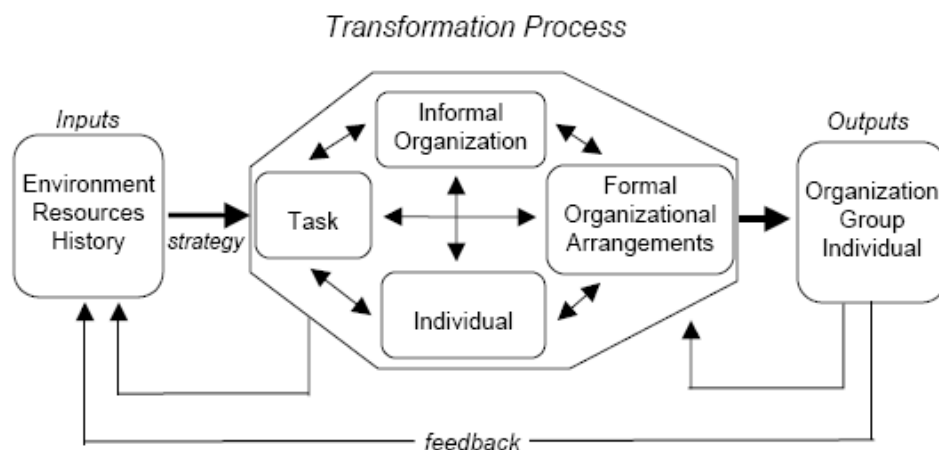 Transformation Process
Inputs
Environment
Resources
History
strategy
Informal
Organization
Task
Formal
Organizational
Arrangements
Individual
Outputs
Organization
Group
Individual
feedback